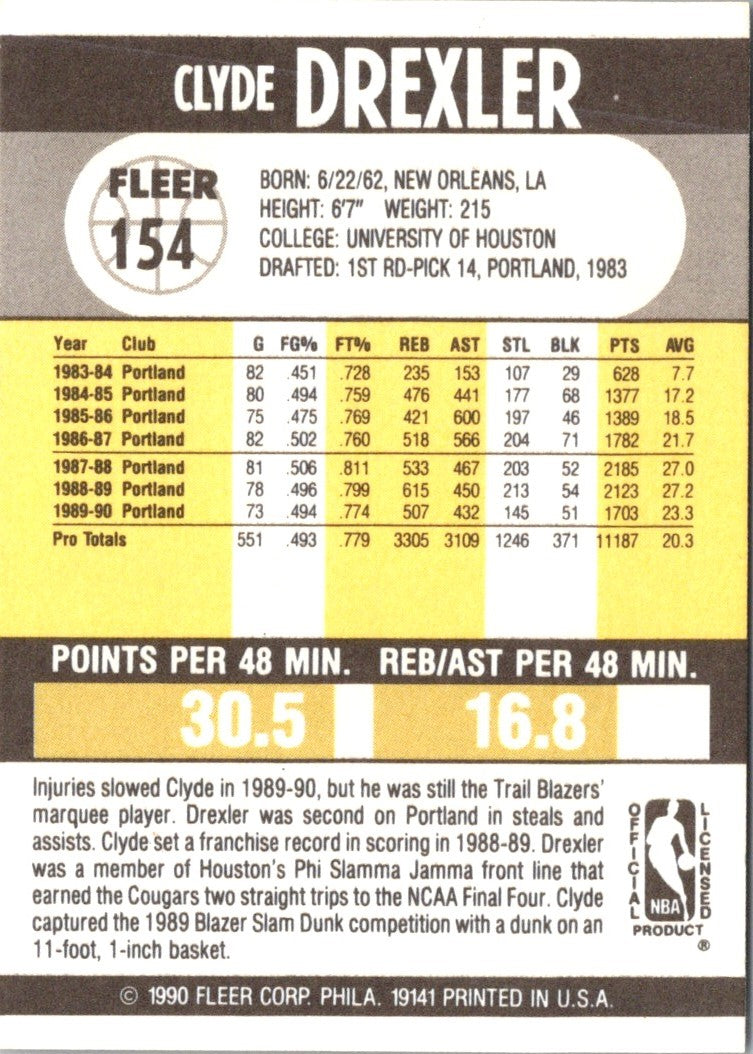 CLYDE DREXLER
FLEER
154
BORN: 6/22/62, NEW ORLEANS, LA
HEIGHT: 6'7" WEIGHT: 215
COLLEGE: UNIVERSITY OF HOUSTON
DRAFTED: 1ST RD-PICK 14, PORTLAND, 1983
Year Club G FG% FT% REB AST STL BLK PTS AVG
1983-84 Portland 82 .451 .728 235 153 107 29 628 7.7
1984-85 Portland 80 .494 .759 476 441 177 68 1377 17.2
1985-86 Portland 75 .475 .769 421 600 197 46 1389 18.5
1986-87 Portland 82 .502 .760 518 566 204 71 1782 21.7
1987-88 Portland 81 .506 .811 533 467 203 52 2185 27.0
1988-89 Portland 78 .496 .799 615 450 213 54 2123 27.2
1989-90 Portland 73 .494 .774 507 432 145 51 1703 23.3
Pro Totals 551 .493 .779 3305 3109 1246 371 11187 20.3
POINTS PER 48 MIN. REB/AST PER 48 MIN.
30.5 16.8
Injuries slowed Clyde in 1989-90, but he was still the Trail Blazers'
marquee player. Drexler was second on Portland in steals and
assists. Clyde set a franchise record in scoring in 1988-89. Drexler
was a member of Houston's Phi Slamma Jamma front line that
earned the Cougars two straight trips to the NCAA Final Four. Clyde
captured the 1989 Blazer Slam Dunk competition with a dunk on an
11-foot, 1-inch basket.
OFFICIAL
LICENSED
NBA
PRODUCT
®
© 1990 FLEER CORP. PHILA. 19141 PRINTED IN U.S.A.